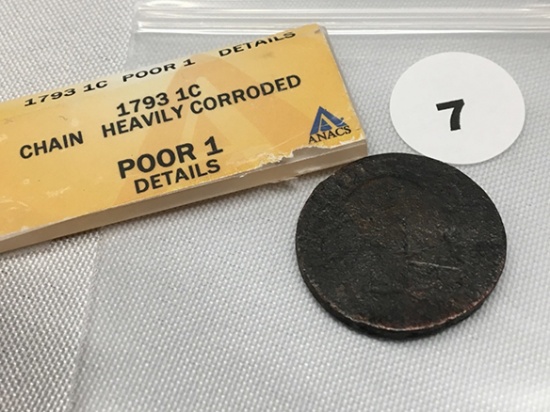 1793 1C POOR 1 DETAILS
1793 1C
CHAIN HEAVILY CORRODED
POOR 1
DETAILS
ANACS
7